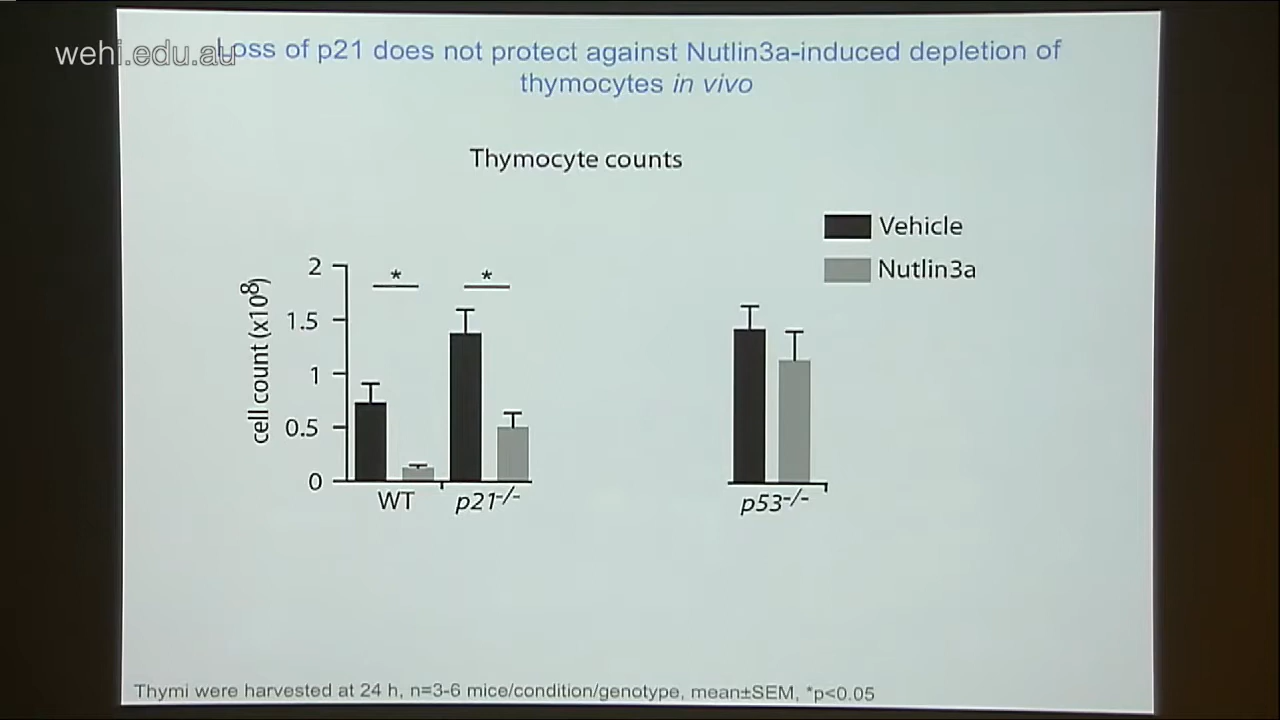 wehi.edu.au
Loss of p21 does not protect against Nutlin3a-induced depletion of
thymocytes in vivo
Thymocyte counts
Vehicle
Nutlin3a
cell count (x10⁸)
2
1.5
1
0.5
0
*
*
WT
p21-/-
p53-/-
Thymi were harvested at 24 h, n=3-6 mice/condition/genotype, mean±SEM, *p<0.05